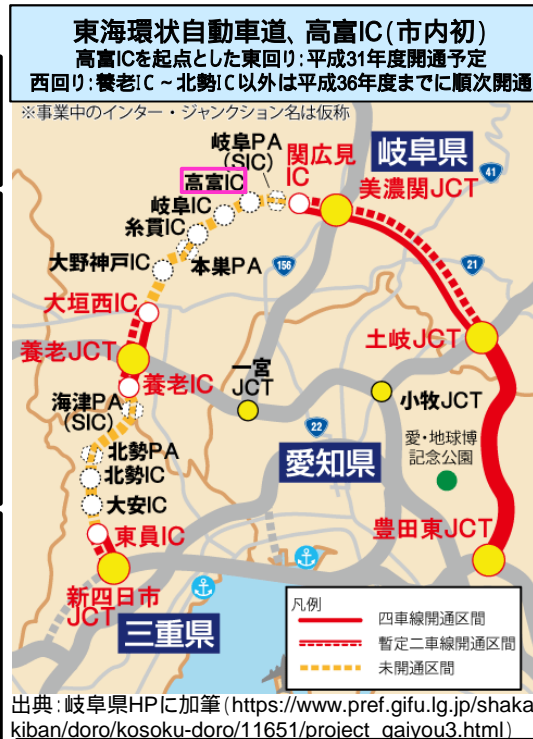 東海環状自動車道、高富IC(市内初)
高富ICを起点とした東回り:平成31年度開通予定
西回り:養老IC～北勢IC以外は平成36年度までに順次開通
※事業中のインター・ジャンクション名は仮称
岐阜PA
(SIC)
関広見
IC
岐阜県
41
高富IC
美濃関JCT
岐阜IC
糸貫IC
大野神戸IC
本巣PA
156
21
大垣西IC
土岐JCT
養老JCT
一宮
JCT
養老IC
小牧JCT
海津PA
(SIC)
22
愛・地球博
記念公園
北勢PA
愛知県
北勢IC
大安IC
東員IC
豊田東JCT
新四日市
JCT
三重県
凡例
四車線開通区間
暫定二車線開通区間
未開通区間
出典:岐阜県HPに加筆(https://www.pref.gifu.lg.jp/shaka
kiban/doro/kosoku-doro/11651/project_gaiyou3.html)